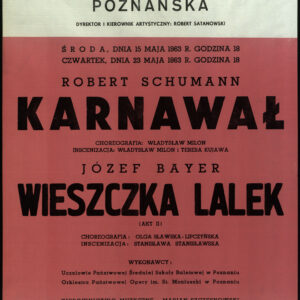 POZNAŃSKA
DYREKTOR I KIEROWNIK ARTYSTYCZNY: ROBERT SATANOWSKI
ŚRODA, DNIA 15 MAJA 1963 R. GODZINA 18
CZWARTEK, DNIA 23 MAJA 1963 R. GODZINA 18
ROBERT SCHUMANN
KARNAWAŁ
CHOREOGRAFIA: WŁADYSŁAW MILON
INSCENIZACJA: WŁADYSŁAW MILON i TERESA KUJAWA
JÓZEF BAYER
WIESZCZKA LALEK
(AKT II)
CHOREOGRAFIA: OLGA SŁAWSKA-LIPCZYŃSKA
INSCENIZACJA: STANISŁAWA STANISŁAWSKA
WYKONAWCY:
Uczniowie Państwowej Średniej Szkoły Baletowej w Poznaniu
Orkiestra Państwowej Opery im. St. Moniuszki w Poznaniu